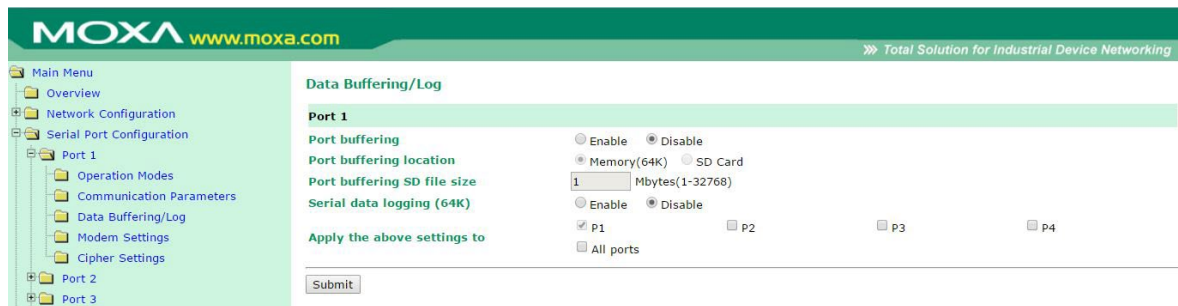 MOXA www.moxa.com
Total Solution for Industrial Device Networking
Main Menu
Overview
Network Configuration
Serial Port Configuration
Port 1
Operation Modes
Communication Parameters
Data Buffering/Log
Modem Settings
Cipher Settings
Port 2
Port 3
Data Buffering/Log
Port 1
Port buffering Enable Disable
Port buffering location Memory(64K) SD Card
Port buffering SD file size 1 Mbytes(1-32768)
Serial data logging (64K) Enable Disable
Apply the above settings to P1 P2 P3 P4
All ports
Submit